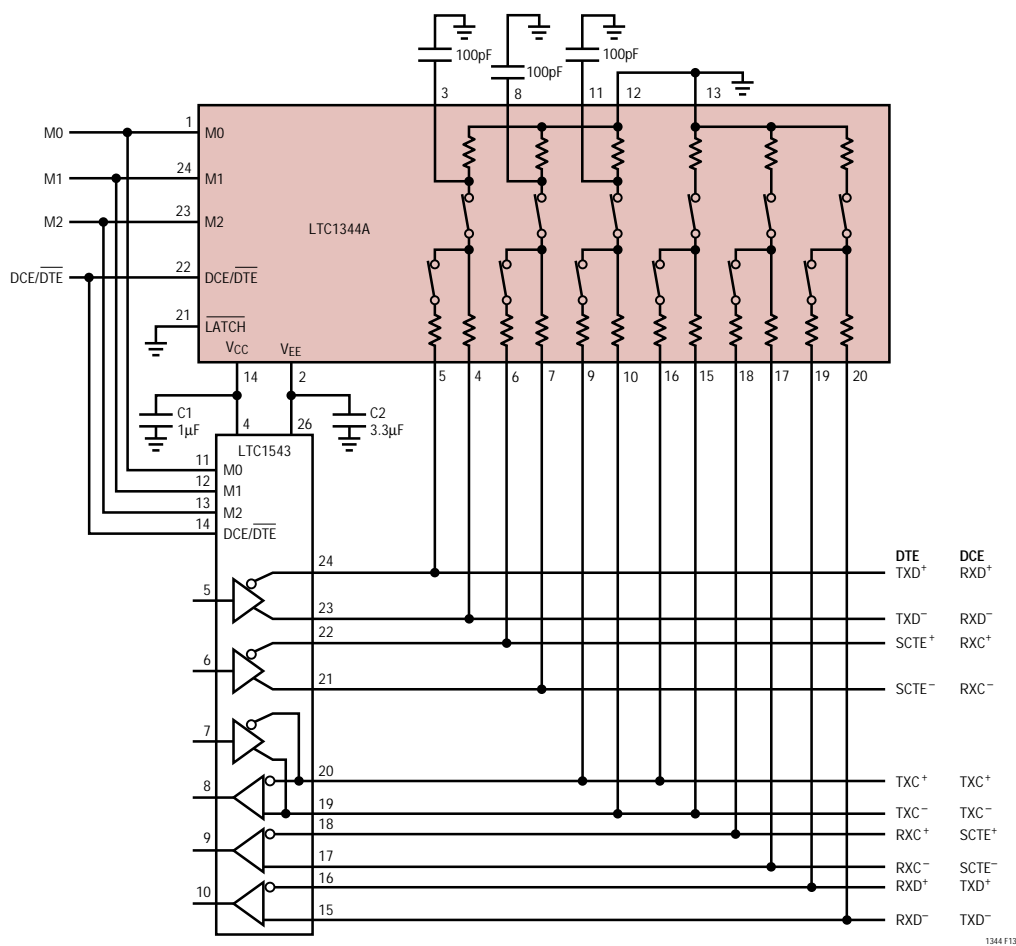 100pF
100pF
100pF
3 8 11 12 13
M0 1 M0
M1 24 M1
M2 23 M2
LTC1344A
DCE/DTE 22 DCE/DTE
21 LATCH
VCC VEE
14 2 5 4 6 7 9 10 16 15 18 17 19 20
C1
1µF
C2
3.3µF
4 26
LTC1543
11 M0
12 M1
13 M2
14 DCE/DTE
DTE DCE
24 TXD+ RXD+
5
23 TXD– RXD–
22 SCTE+ RXC+
6
21 SCTE– RXC–
7
20 TXC+ TXC+
8
19 TXC– TXC–
18 RXC+ SCTE+
9
17 RXC– SCTE–
16 RXD+ TXD+
10
15 RXD– TXD–
1344 F13